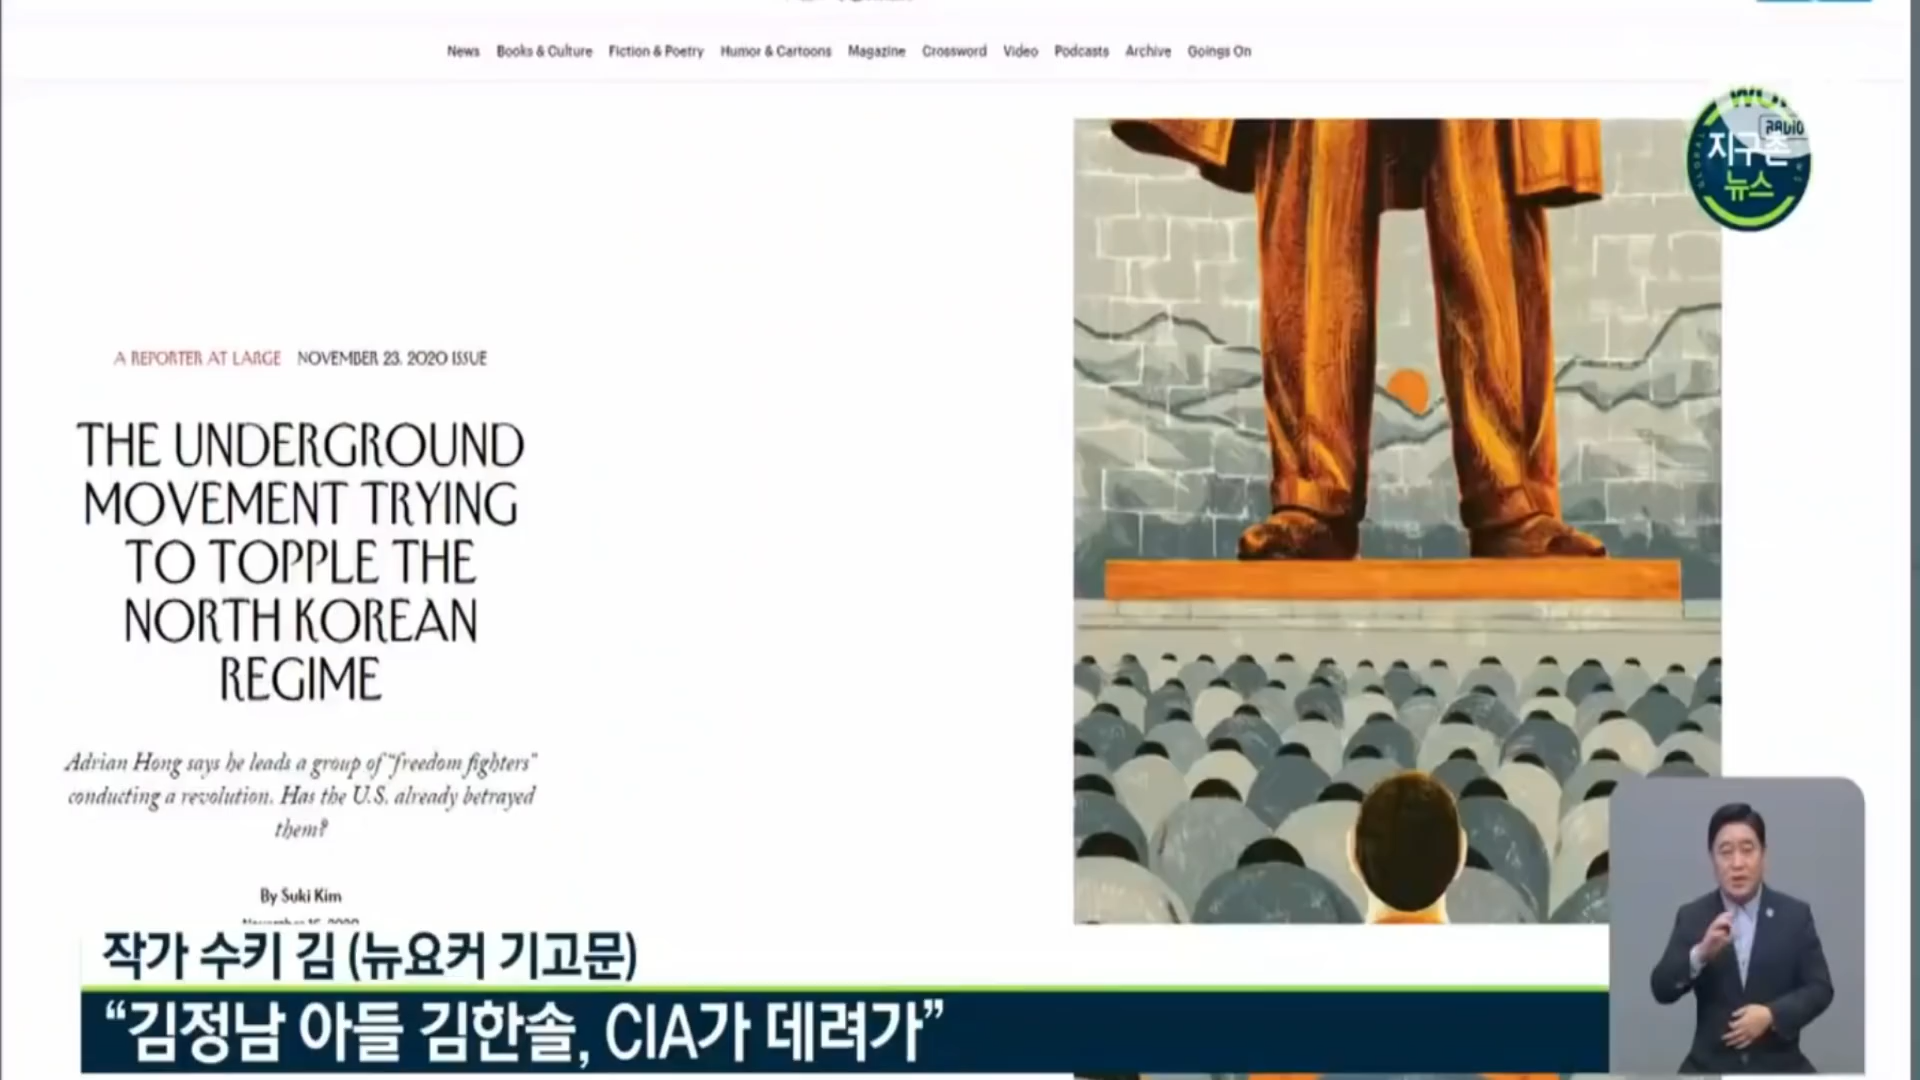 News Books & Culture Fiction & Poetry Humor & Cartoons Magazine Crossword Video Podcasts Archive Goings On
RADIO
지구촌
뉴스
A REPORTER AT LARGE NOVEMBER 23, 2020 ISSUE
THE UNDERGROUND
MOVEMENT TRYING
TO TOPPLE THE
NORTH KOREAN
REGIME
Adrian Hong says he leads a group of “freedom fighters”
conducting a revolution. Has the U.S. already betrayed
them?
By Suki Kim
작가 수키 김 (뉴요커 기고문)
“김정남 아들 김한솔, CIA가 데려가”